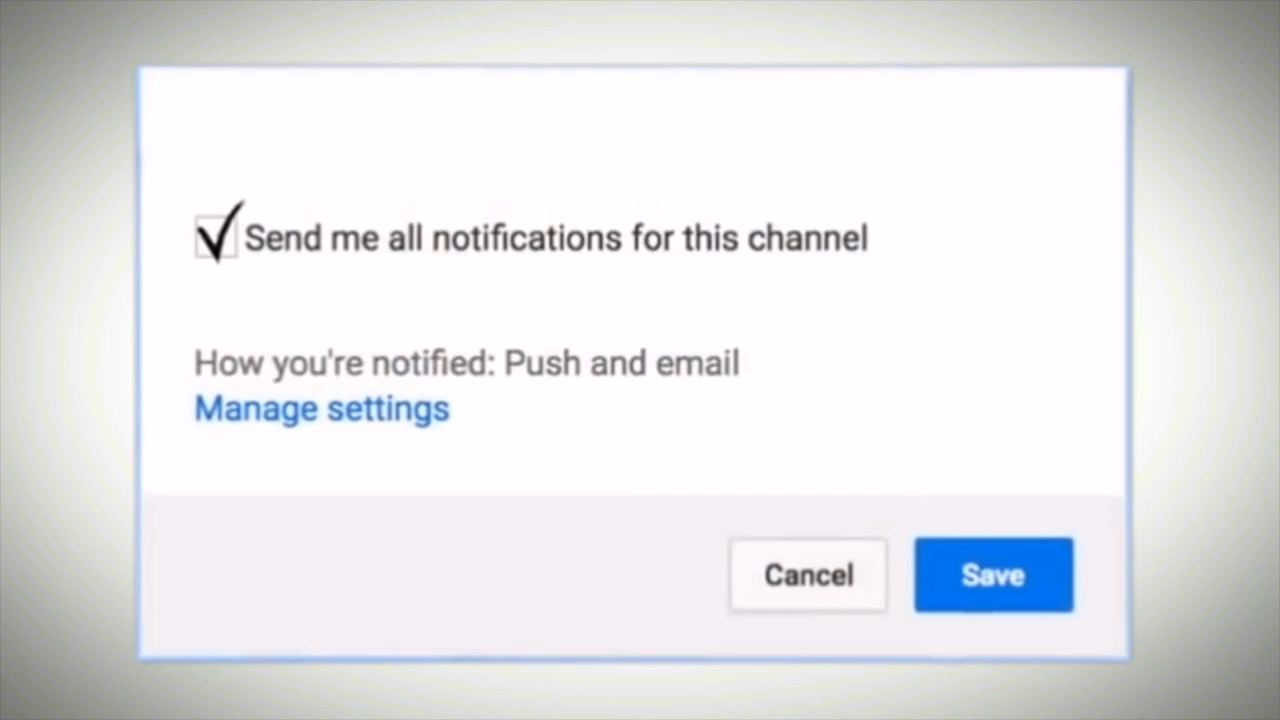 Send me all notifications for this channel
How you're notified: Push and email
Manage settings
Cancel
Save